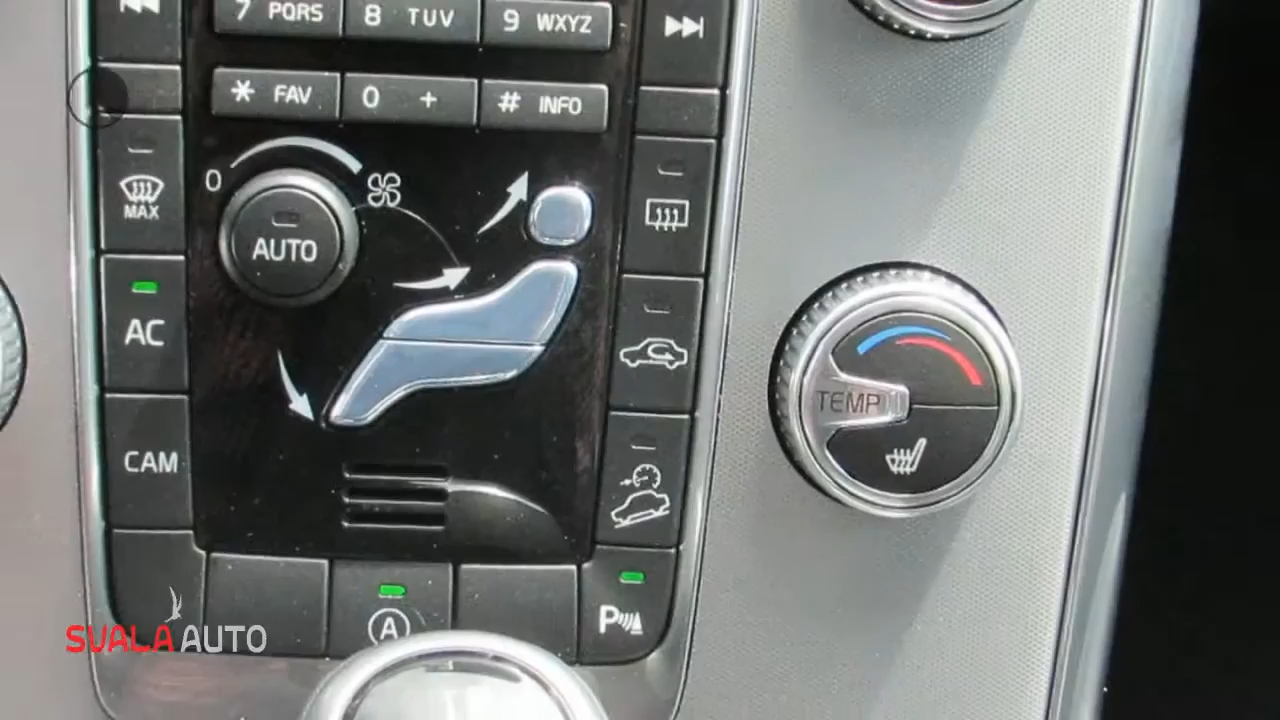 7 PQRS 8 TUV 9 WXYZ
* FAV 0 + # INFO
0
MAX
AUTO
AC
TEMP
CAM
A
P
SVALA AUTO